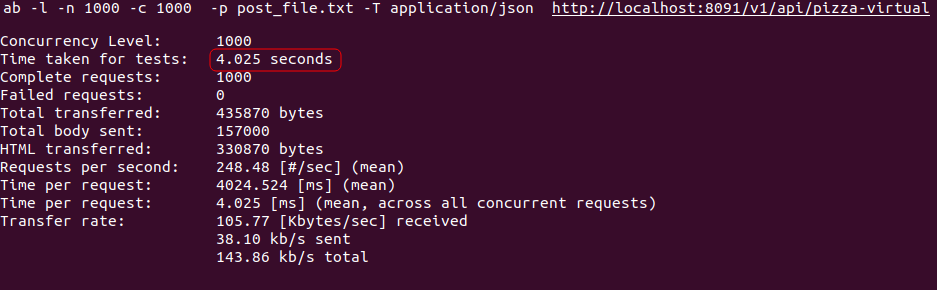 ab -l -n 1000 -c 1000 -p post_file.txt -T application/json http://localhost:8091/v1/api/pizza-virtual
Concurrency Level: 1000
Time taken for tests: 4.025 seconds
Complete requests: 1000
Failed requests: 0
Total transferred: 435870 bytes
Total body sent: 157000
HTML transferred: 330870 bytes
Requests per second: 248.48 [#/sec] (mean)
Time per request: 4024.524 [ms] (mean)
Time per request: 4.025 [ms] (mean, across all concurrent requests)
Transfer rate: 105.77 [Kbytes/sec] received
38.10 kb/s sent
143.86 kb/s total